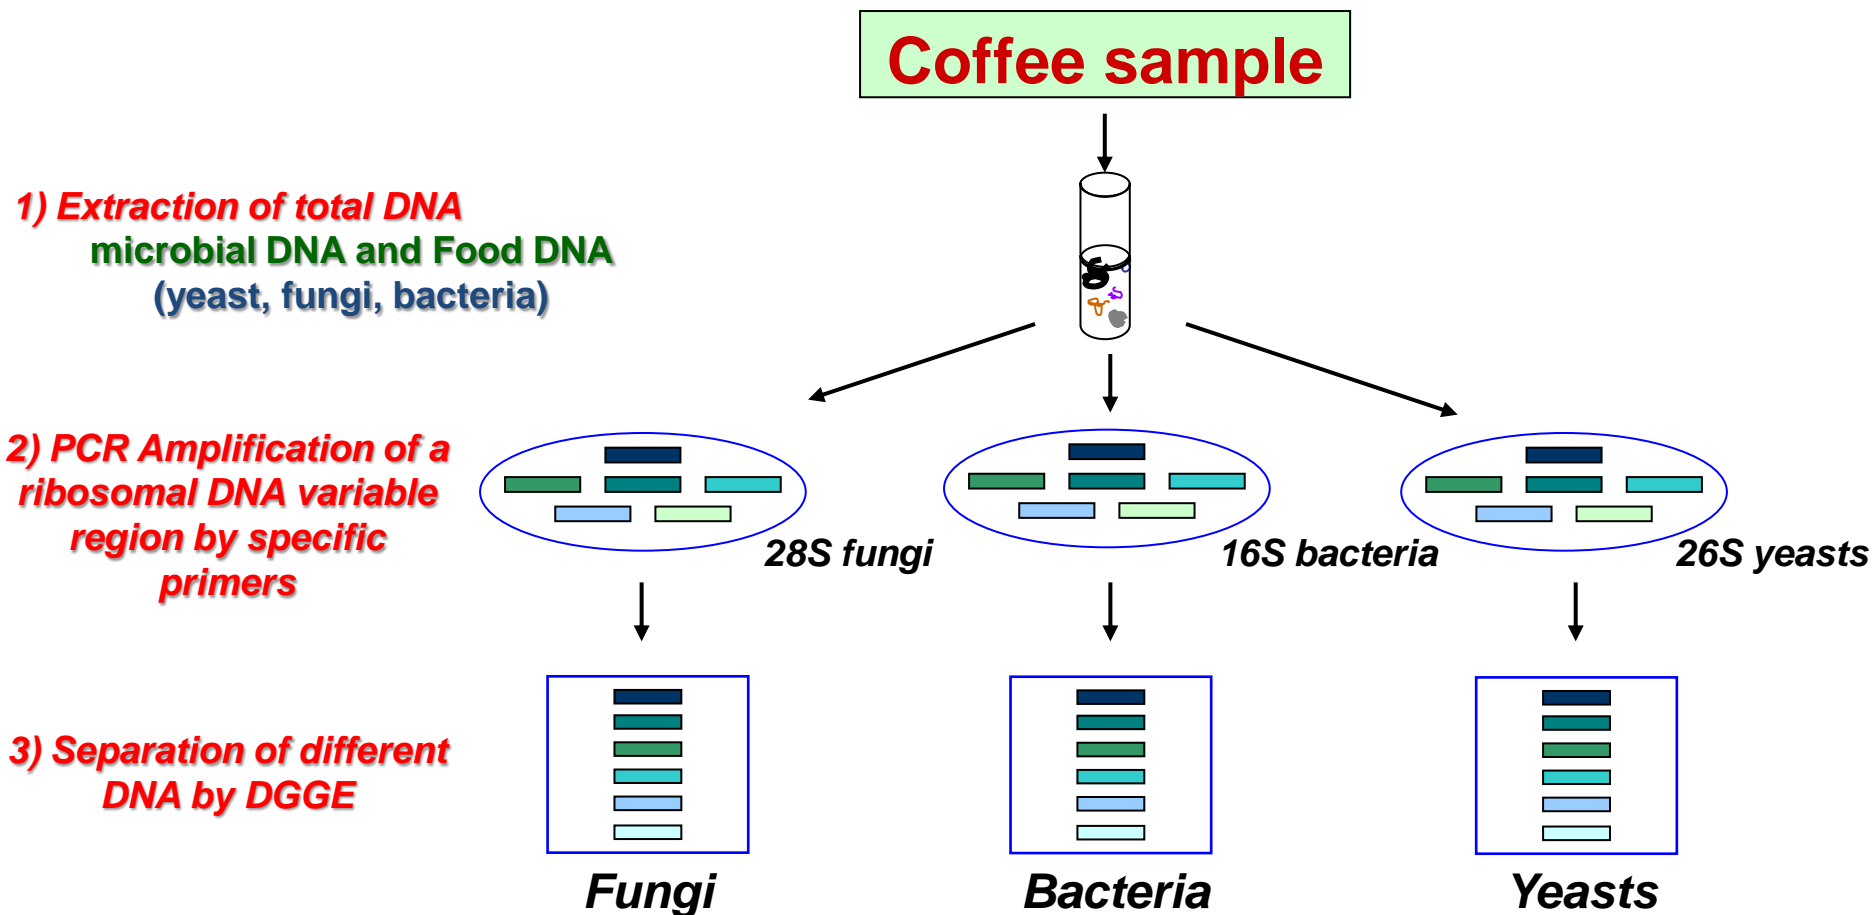 Coffee sample
1) Extraction of total DNA
microbial DNA and Food DNA
(yeast, fungi, bacteria)
2) PCR Amplification of a
ribosomal DNA variable
region by specific
primers
28S fungi
16S bacteria
26S yeasts
3) Separation of different
DNA by DGGE
Fungi
Bacteria
Yeasts